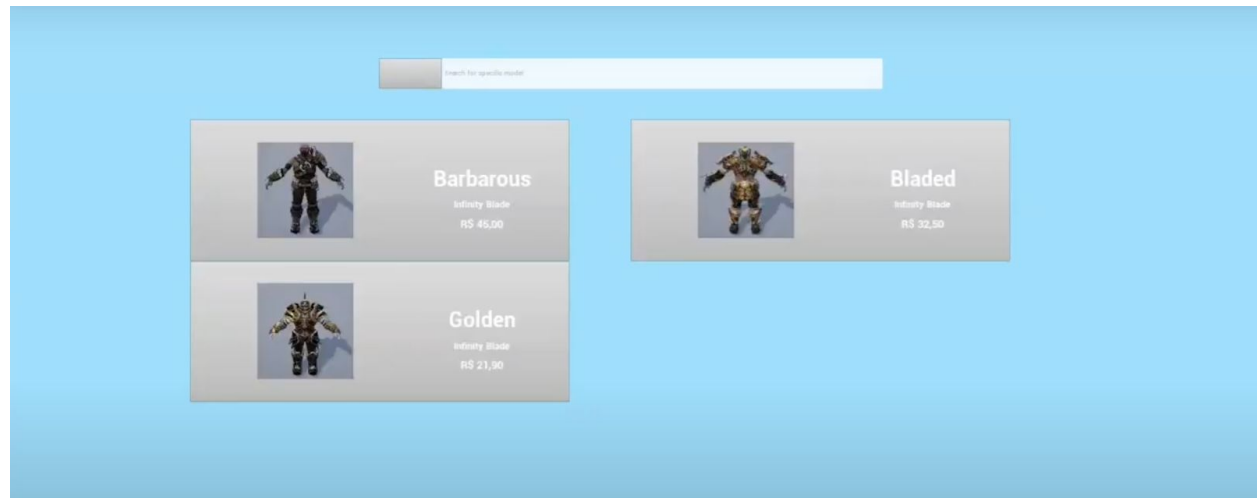 Search for specific model
Barbarous
Infinity Blade
R$ 45,00
Bladed
Infinity Blade
R$ 32,50
Golden
Infinity Blade
R$ 21,90